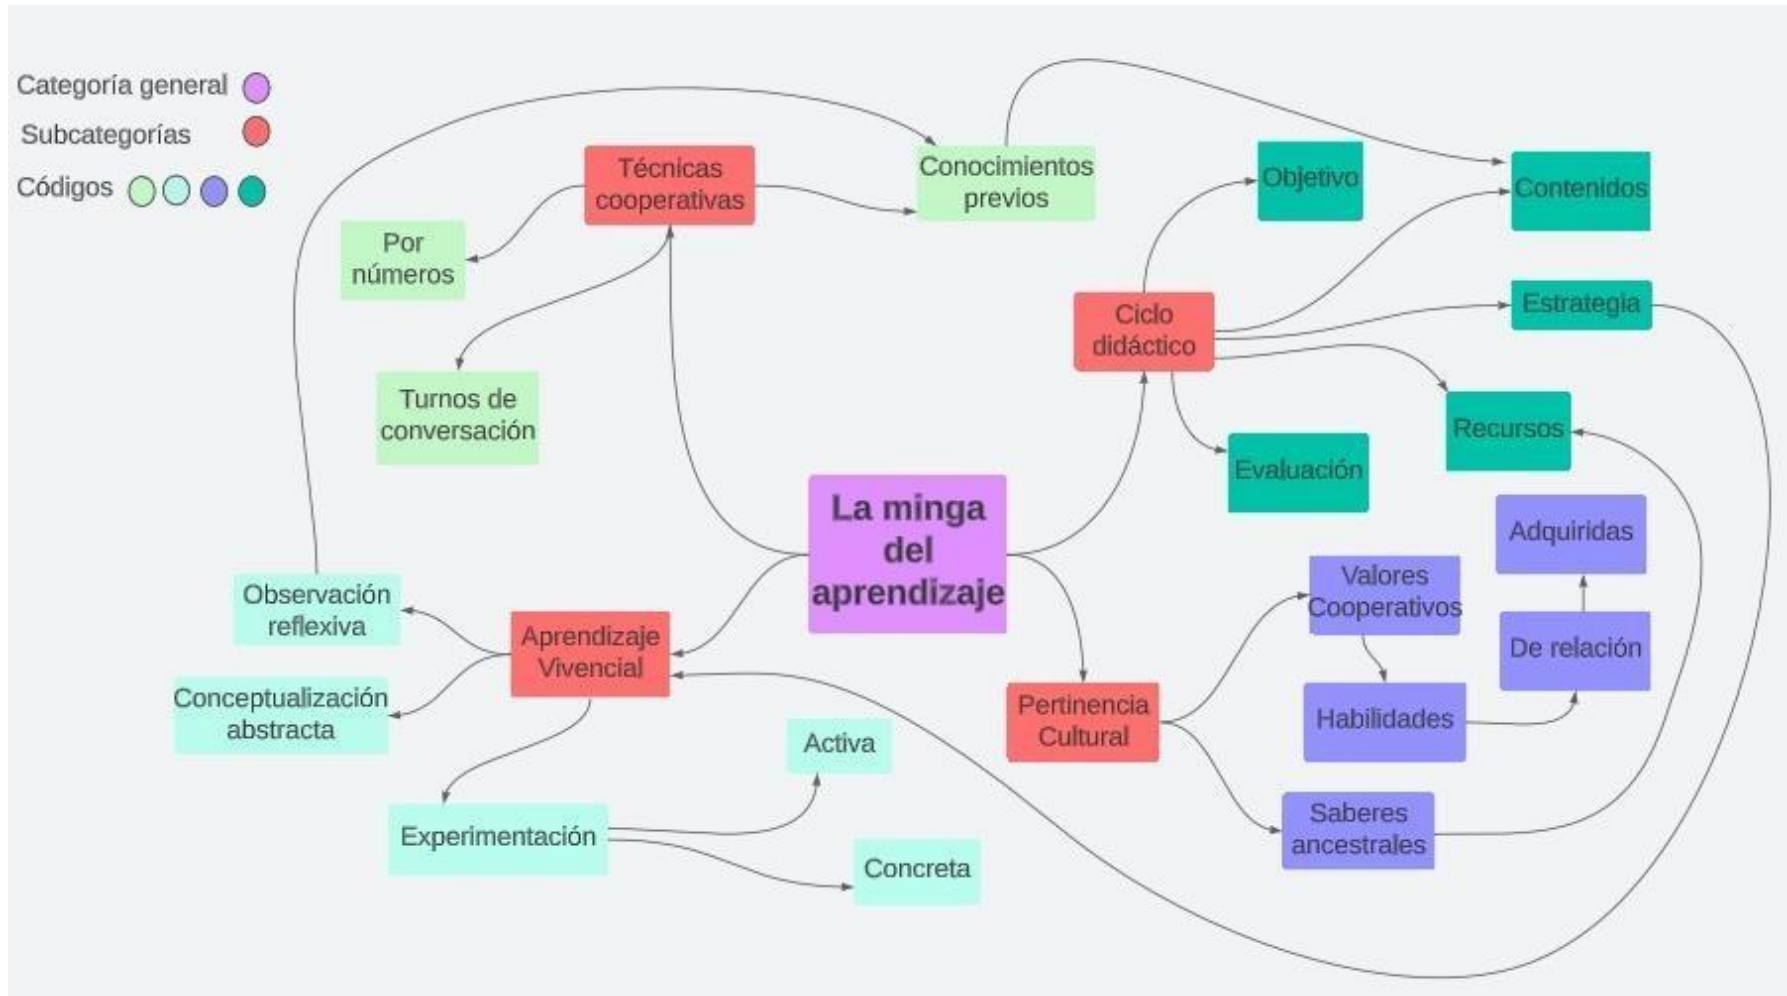 Categoría general
Subcategorías
Códigos
Técnicas
cooperativas
Conocimientos
previos
Por
números
Turnos de
conversación
Objetivo
Contenidos
Ciclo
didáctico
Estrategia
Recursos
Evaluación
La minga
del
aprendizaje
Observación
reflexiva
Aprendizaje
Vivencial
Conceptualización
abstracta
Experimentación
Activa
Concreta
Pertinencia
Cultural
Valores
Cooperativos
Adquiridas
De relación
Habilidades
Saberes
ancestrales